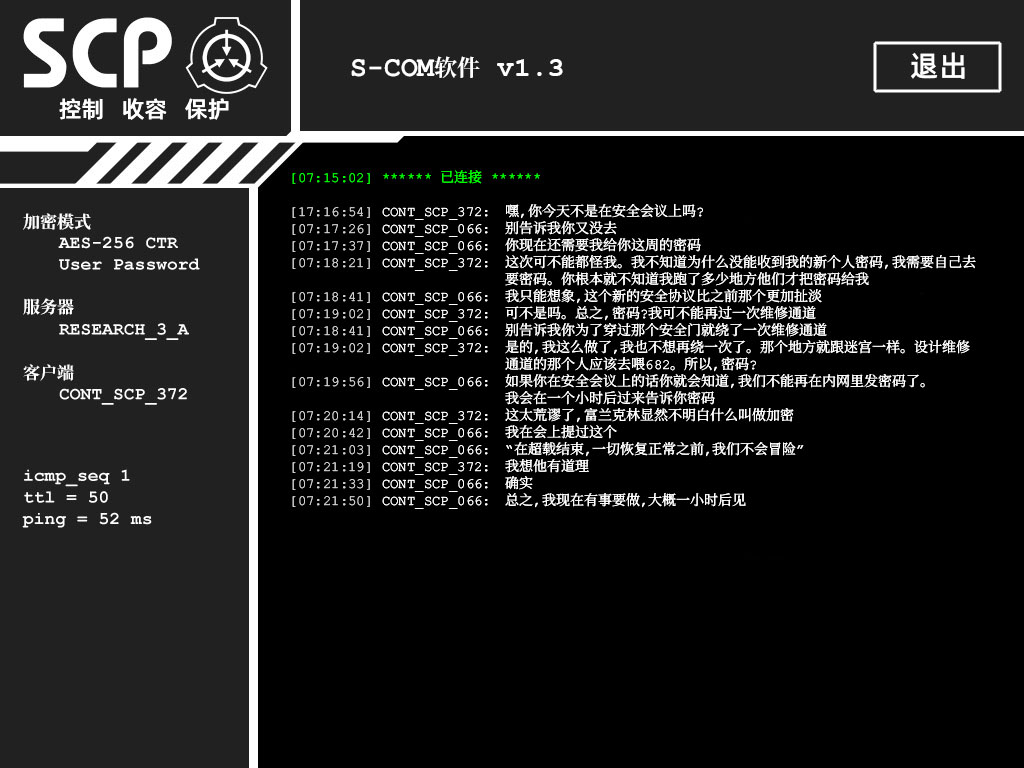 SCP
控制 收容 保护
S-COM软件 v1.3
退出
加密模式
AES-256 CTR
User Password
服务器
RESEARCH_3_A
客户端
CONT_SCP_372
icmp_seq 1
ttl = 50
ping = 52 ms
[07:15:02] ****** 已连接 ******
[17:16:54] CONT_SCP_372: 嘿,你今天不是在安全会议上吗?
[07:17:26] CONT_SCP_066: 别告诉我你又没去
[07:17:37] CONT_SCP_066: 你现在还需要我给你这周的密码
[07:18:21] CONT_SCP_372: 这次可不能都怪我。我不知道为什么没能收到我的新个人密码,我需要自己去
要密码。你根本就不知道我跑了多少地方他们才把密码给我
[07:18:41] CONT_SCP_066: 我只能想象,这个新的安全协议比之前那个更加扯淡
[07:19:02] CONT_SCP_372: 可不是吗。总之,密码?我可不能再过一次维修通道
[07:18:41] CONT_SCP_066: 别告诉我你为了穿过那个安全门就绕了一次维修通道
[07:19:02] CONT_SCP_372: 是的,我这么做了,我也不想再绕一次了。那个地方就跟迷宫一样。设计维修
通道的那个人应该去喂682。所以,密码?
[07:19:56] CONT_SCP_066: 如果你在安全会议上的话你就会知道,我们不能再在内网里发密码了。
我会在一个小时后过来告诉你密码
[07:20:14] CONT_SCP_372: 这太荒谬了,富兰克林显然不明白什么叫做加密
[07:20:42] CONT_SCP_066: 我在会上提过这个
[07:21:03] CONT_SCP_066: “在超载结束,一切恢复正常之前,我们不会冒险”
[07:21:19] CONT_SCP_372: 我想他有道理
[07:21:33] CONT_SCP_066: 确实
[07:21:50] CONT_SCP_066: 总之,我现在有事要做,大概一小时后见